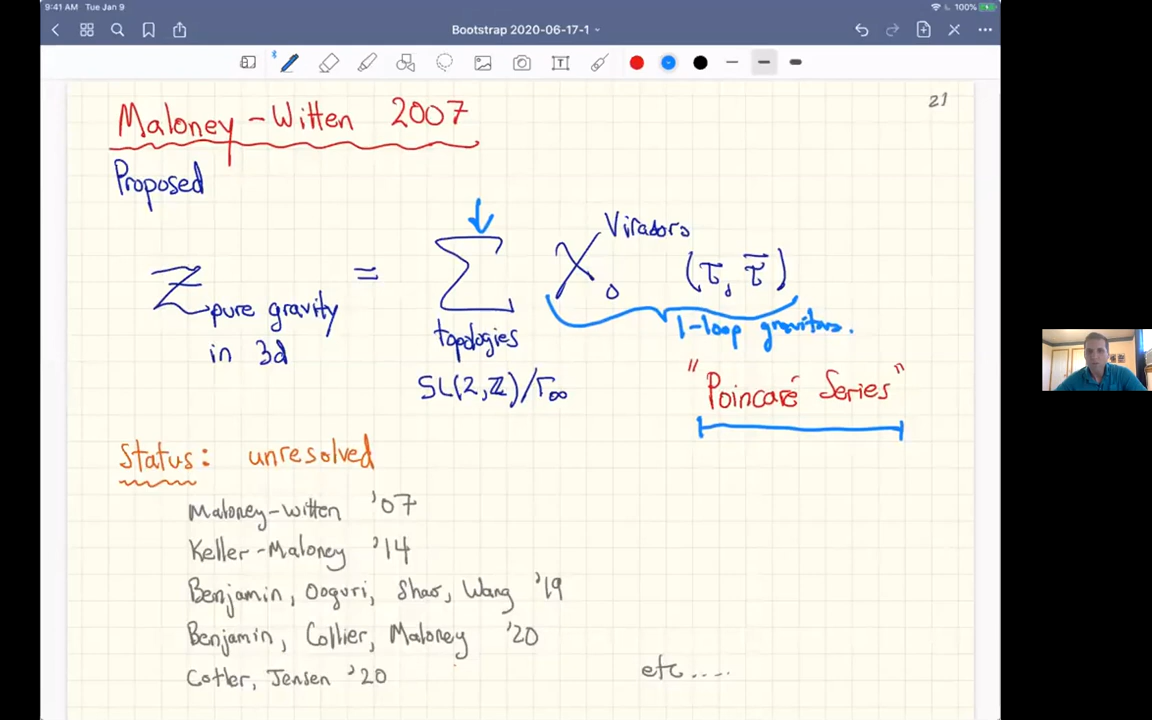 9:41 AM Tue Jan 9
100%
Bootstrap 2020-06-17-1
21
Maloney-Witten 2007
Proposed
Z pure gravity in 3d = Σ topologies SL(2,ℤ)/Γ∞ χ₀ Virasoro (τ, τ̄)
1-loop gravitons.
"Poincaré Series"
Status: unresolved
Maloney-Witten '07
Keller-Maloney '14
Benjamin, Ooguri, Shao, Wang '19
Benjamin, Collier, Maloney '20
Cotler, Jensen '20
etc.....